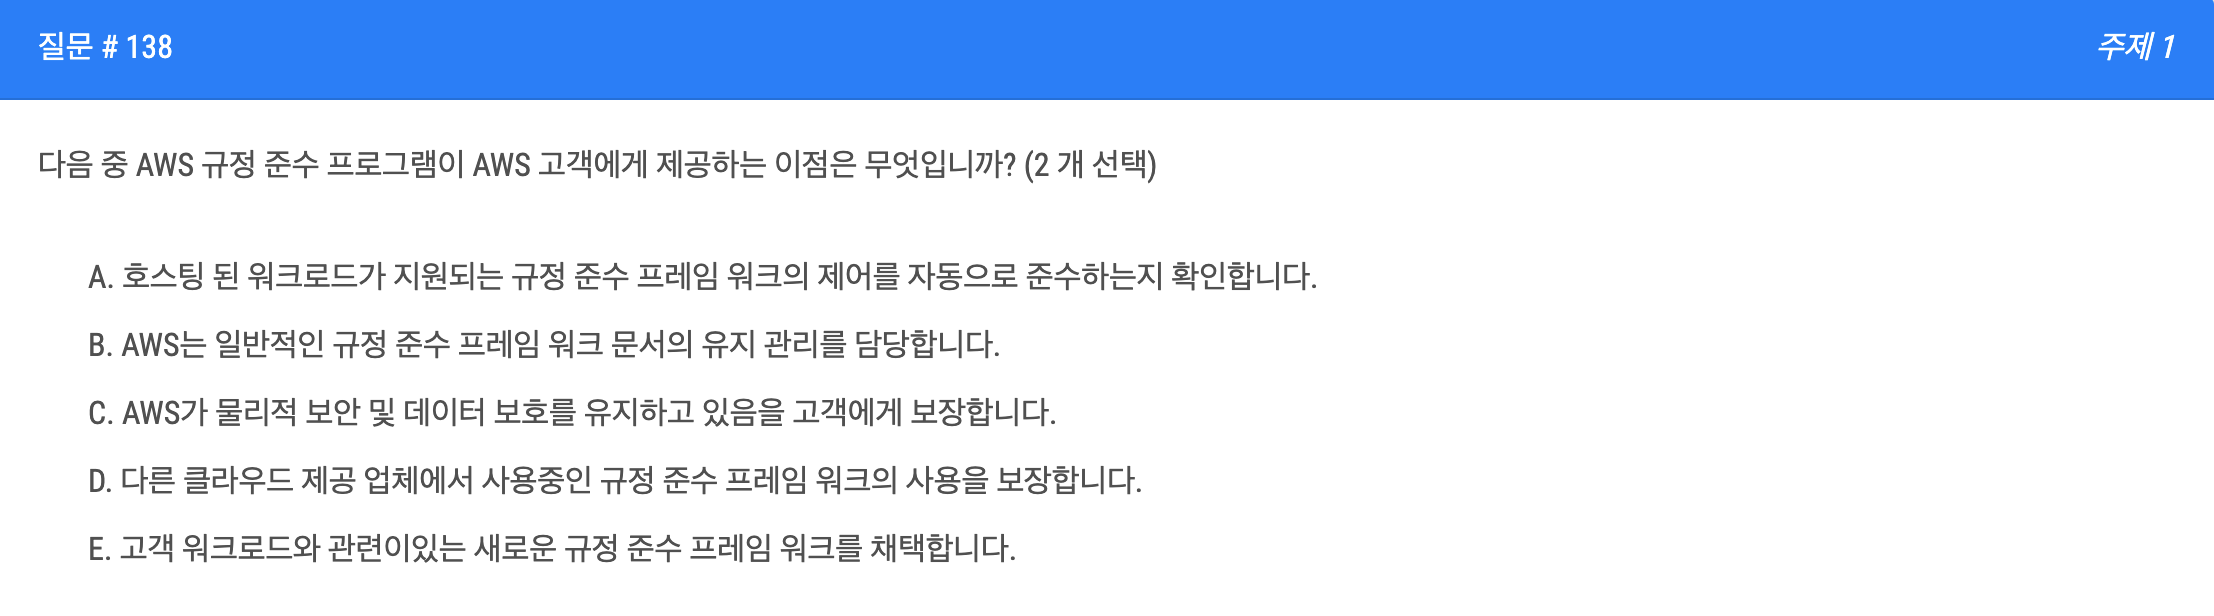 질문 # 138
주제 1
다음 중 AWS 규정 준수 프로그램이 AWS 고객에게 제공하는 이점은 무엇입니까? (2 개 선택)
A. 호스팅 된 워크로드가 지원되는 규정 준수 프레임 워크의 제어를 자동으로 준수하는지 확인합니다.
B. AWS는 일반적인 규정 준수 프레임 워크 문서의 유지 관리를 담당합니다.
C. AWS가 물리적 보안 및 데이터 보호를 유지하고 있음을 고객에게 보장합니다.
D. 다른 클라우드 제공 업체에서 사용중인 규정 준수 프레임 워크의 사용을 보장합니다.
E. 고객 워크로드와 관련이있는 새로운 규정 준수 프레임 워크를 채택합니다.